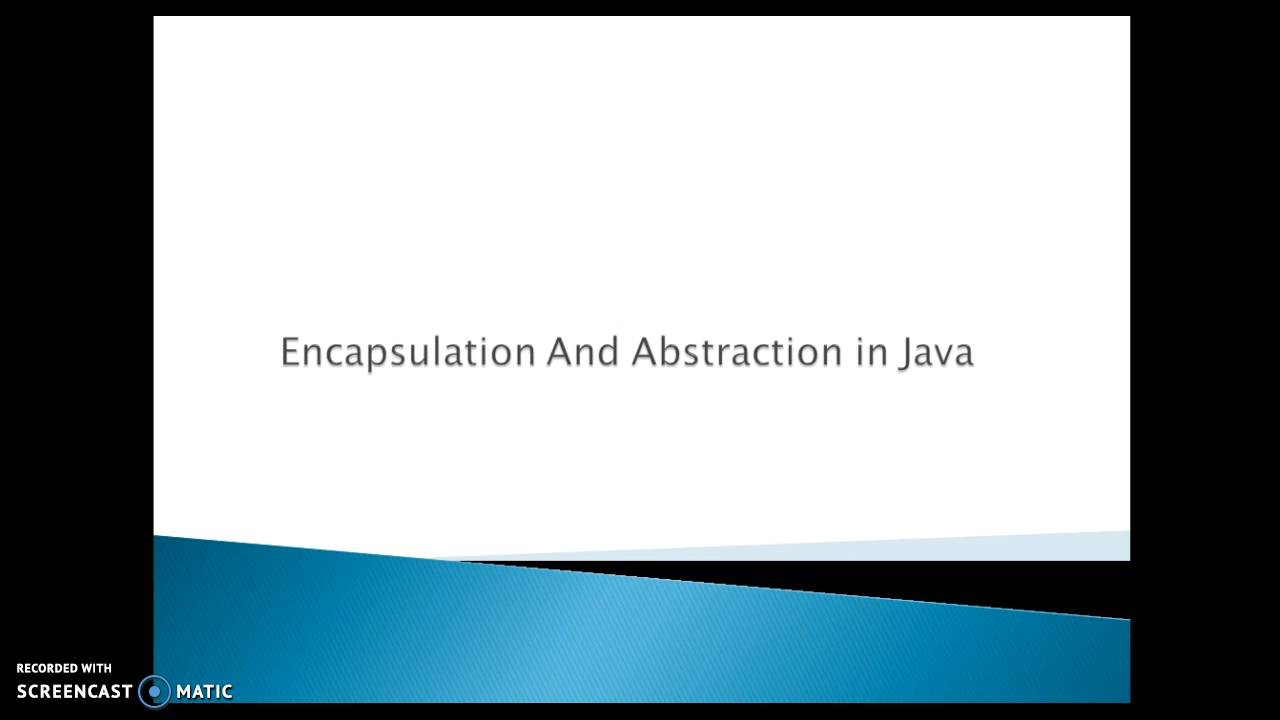 Encapsulation And Abstraction in Java
RECORDED WITH
SCREENCAST MATIC